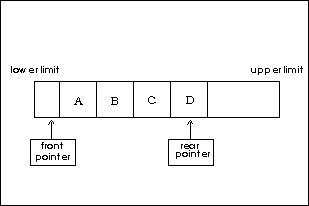 lower limit
upper limit
A
B
C
D
front
pointer
rear
pointer